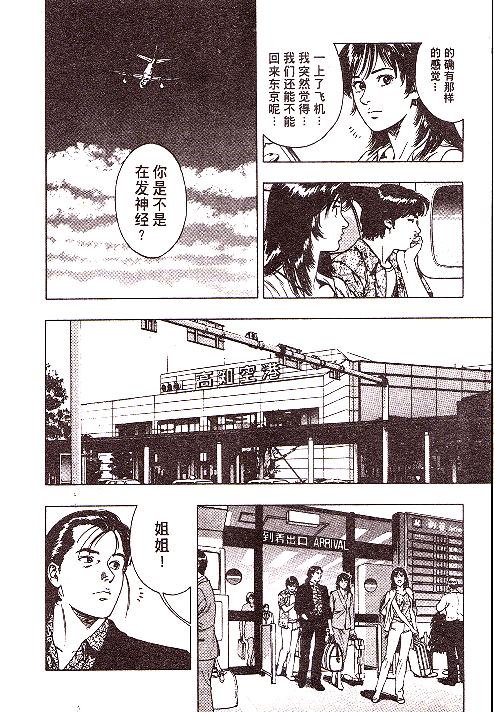 的确有那样
的感觉…
一上了飞机…
我突然觉得…
我们还能不能
回来东京呢…
你是不是
在发神经？
高知空港
姐姐！
到着出口 ARRIVAL